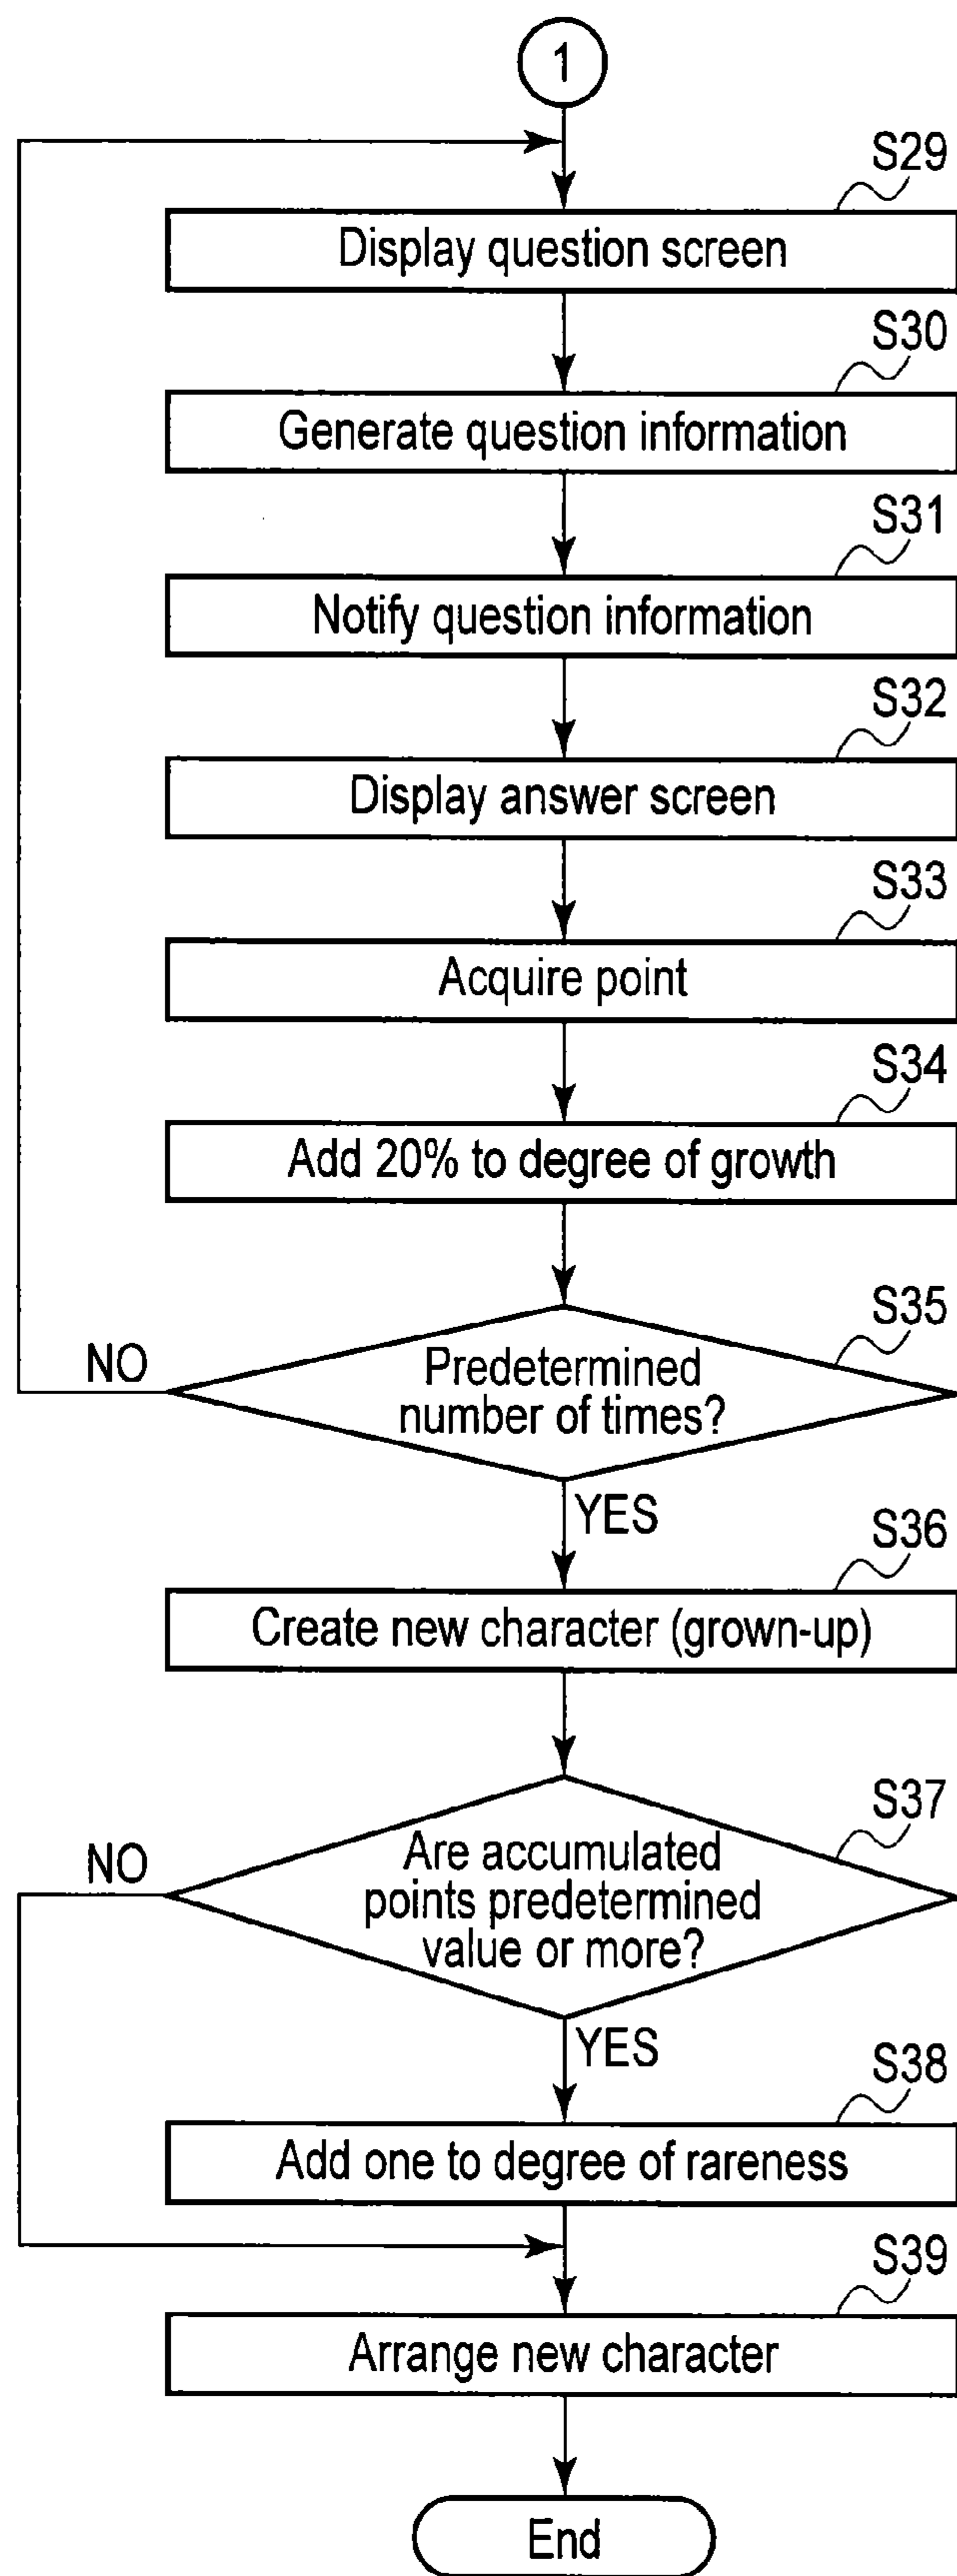 1
S29
Display question screen
S30
Generate question information
S31
Notify question information
S32
Display answer screen
S33
Acquire point
S34
Add 20% to degree of growth
S35
Predetermined
number of times?
NO
YES
S36
Create new character (grown-up)
S37
Are accumulated
points predetermined
value or more?
NO
YES
S38
Add one to degree of rareness
S39
Arrange new character
End